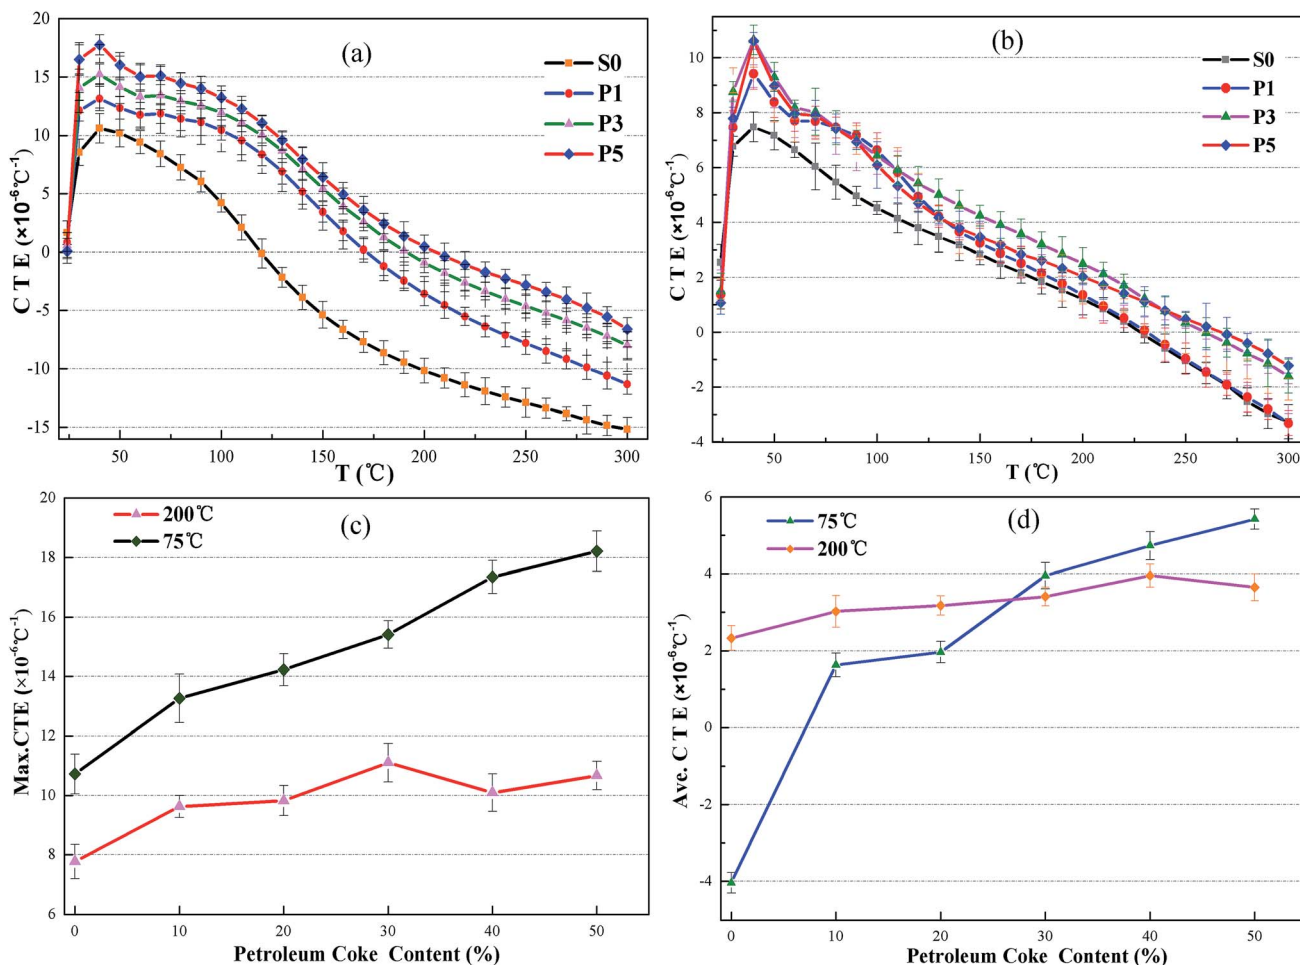 (a)
S0
P1
P3
P5
20
15
10
5
0
-5
-10
-15
C T E (×10⁻⁶℃⁻¹)
50
100
150
200
250
300
T (℃)
(b)
S0
P1
P3
P5
10
8
6
4
2
0
-2
-4
C T E (×10⁻⁶℃⁻¹)
50
100
150
200
250
300
T (℃)
(c)
200℃
75℃
20
18
16
14
12
10
8
6
Max.CTE (×10⁻⁶℃⁻¹)
0
10
20
30
40
50
Petroleum Coke Content (%)
(d)
75℃
200℃
6
4
2
0
-2
-4
Ave. C T E (×10⁻⁶℃⁻¹)
0
10
20
30
40
50
Petroleum Coke Content (%)